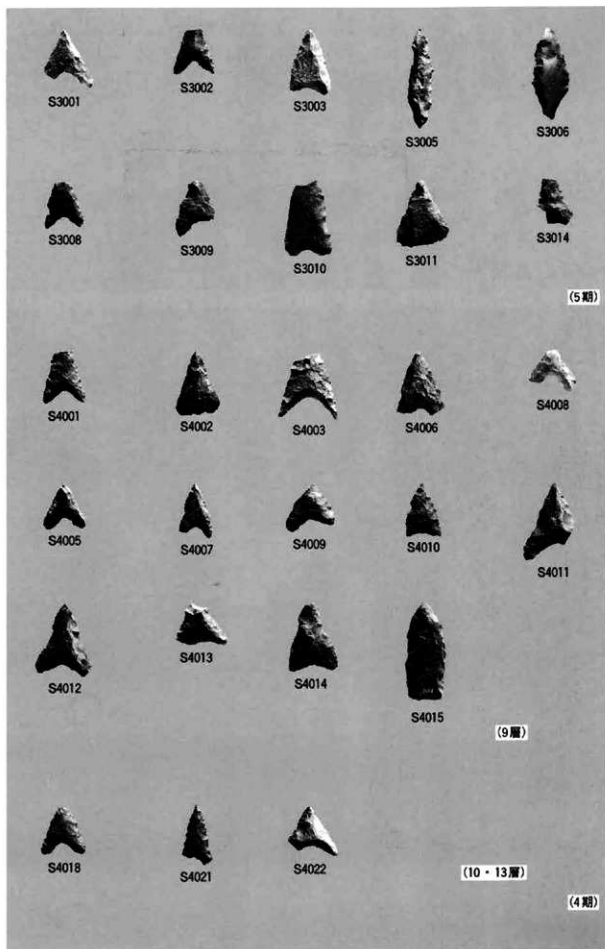 S3001 S3002 S3003 S3005 S3006
S3008 S3009 S3010 S3011 S3014
(5期)
S4001 S4002 S4003 S4006 S4008
S4005 S4007 S4009 S4010 S4011
S4012 S4013 S4014 S4015
(9層)
S4018 S4021 S4022
(10・13層)
(4期)